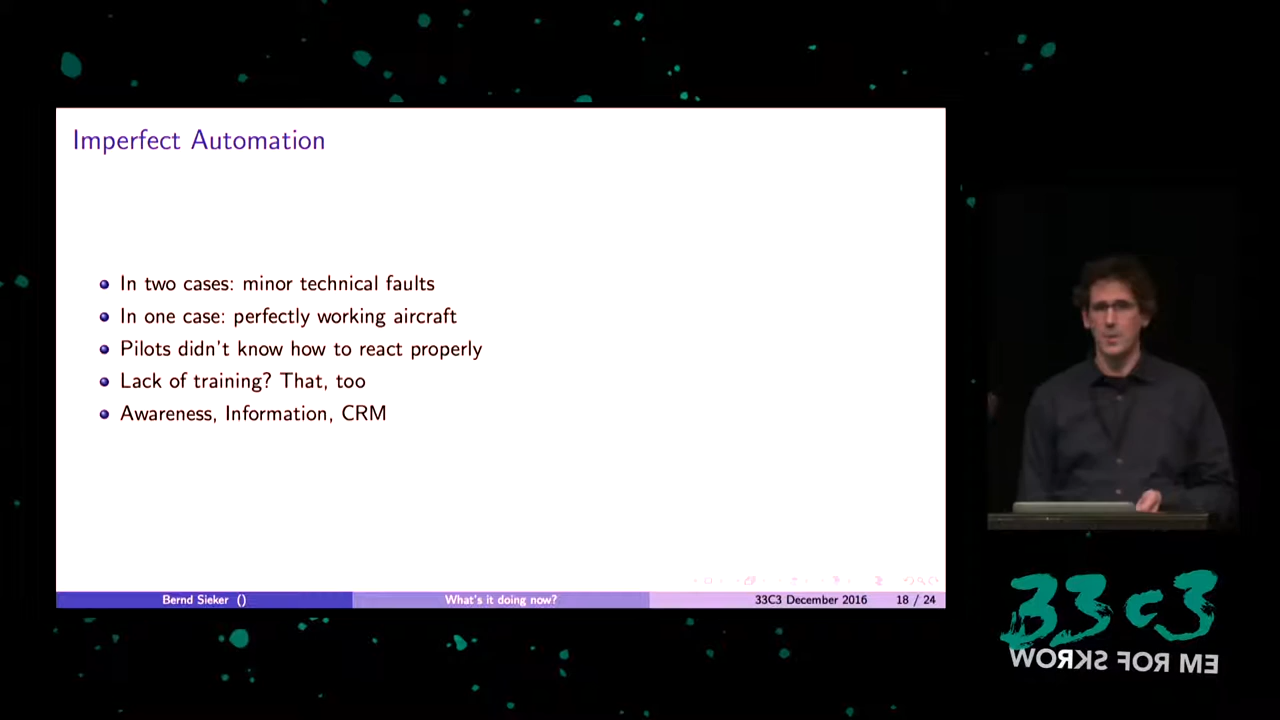 Imperfect Automation
In two cases: minor technical faults
In one case: perfectly working aircraft
Pilots didn't know how to react properly
Lack of training? That, too
Awareness, Information, CRM
Bernd Sieker ()
What's it doing now?
33C3 December 2016
18 / 24
33c3
WORKS FOR ME